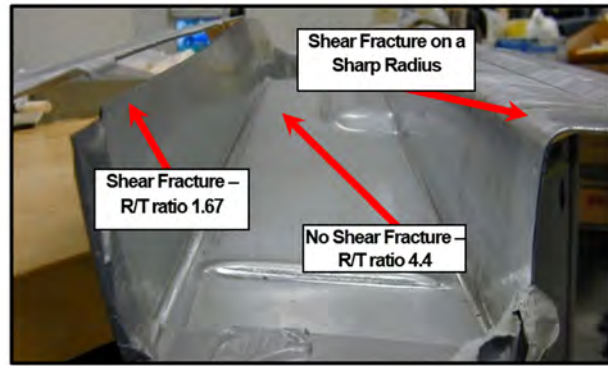 Shear Fracture on a
Sharp Radius
Shear Fracture –
R/T ratio 1.67
No Shear Fracture –
R/T ratio 4.4